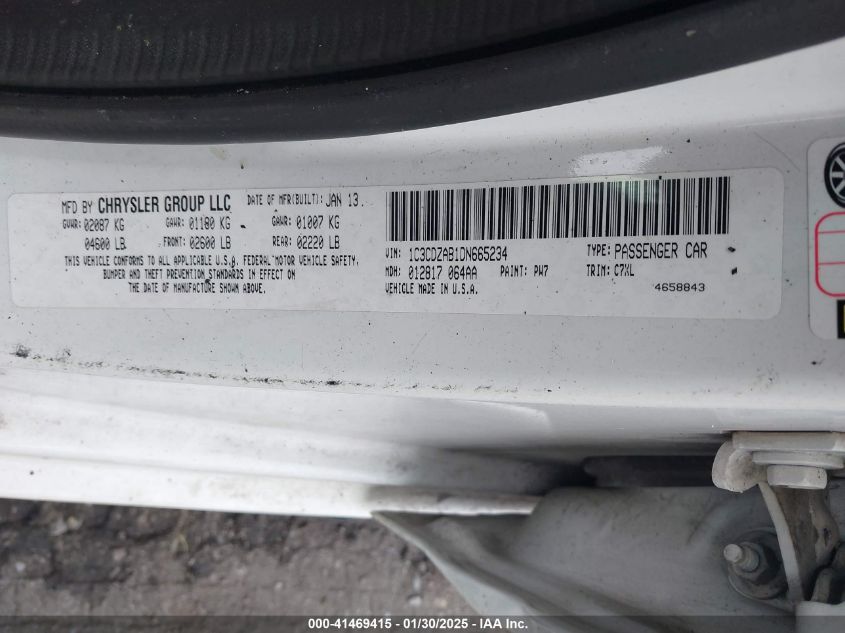 MFD BY CHRYSLER GROUP LLC DATE OF MFR(BUILT): JAN 13.
GVWR: 02087 KG GAWR: 01180 KG GAWR: 01007 KG
04600 LB FRONT: 02600 LB REAR: 02220 LB
THIS VEHICLE CONFORMS TO ALL APPLICABLE U.S.A. FEDERAL MOTOR VEHICLE SAFETY,
BUMPER AND THEFT PREVENTION STANDARDS IN EFFECT ON
THE DATE OF MANUFACTURE SHOWN ABOVE.
VIN: 1C3CDZAB1DN665234 TYPE: PASSENGER CAR
MDH: 012817 064AA PAINT: PW7 TRIM: C7XL
VEHICLE MADE IN U.S.A. 4658843
000-41469415 - 01/30/2025 - IAA Inc.